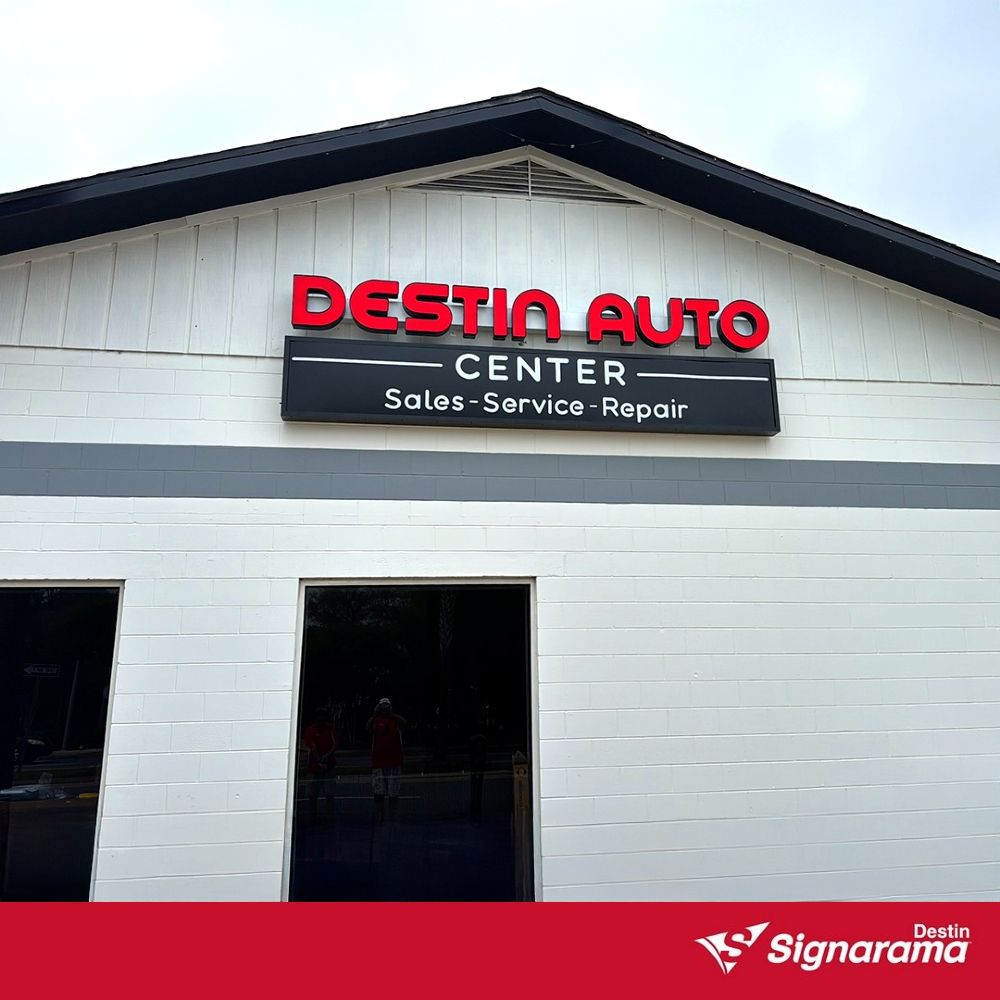 DESTIN AUTO
CENTER
Sales - Service - Repair
Destin
Signarama